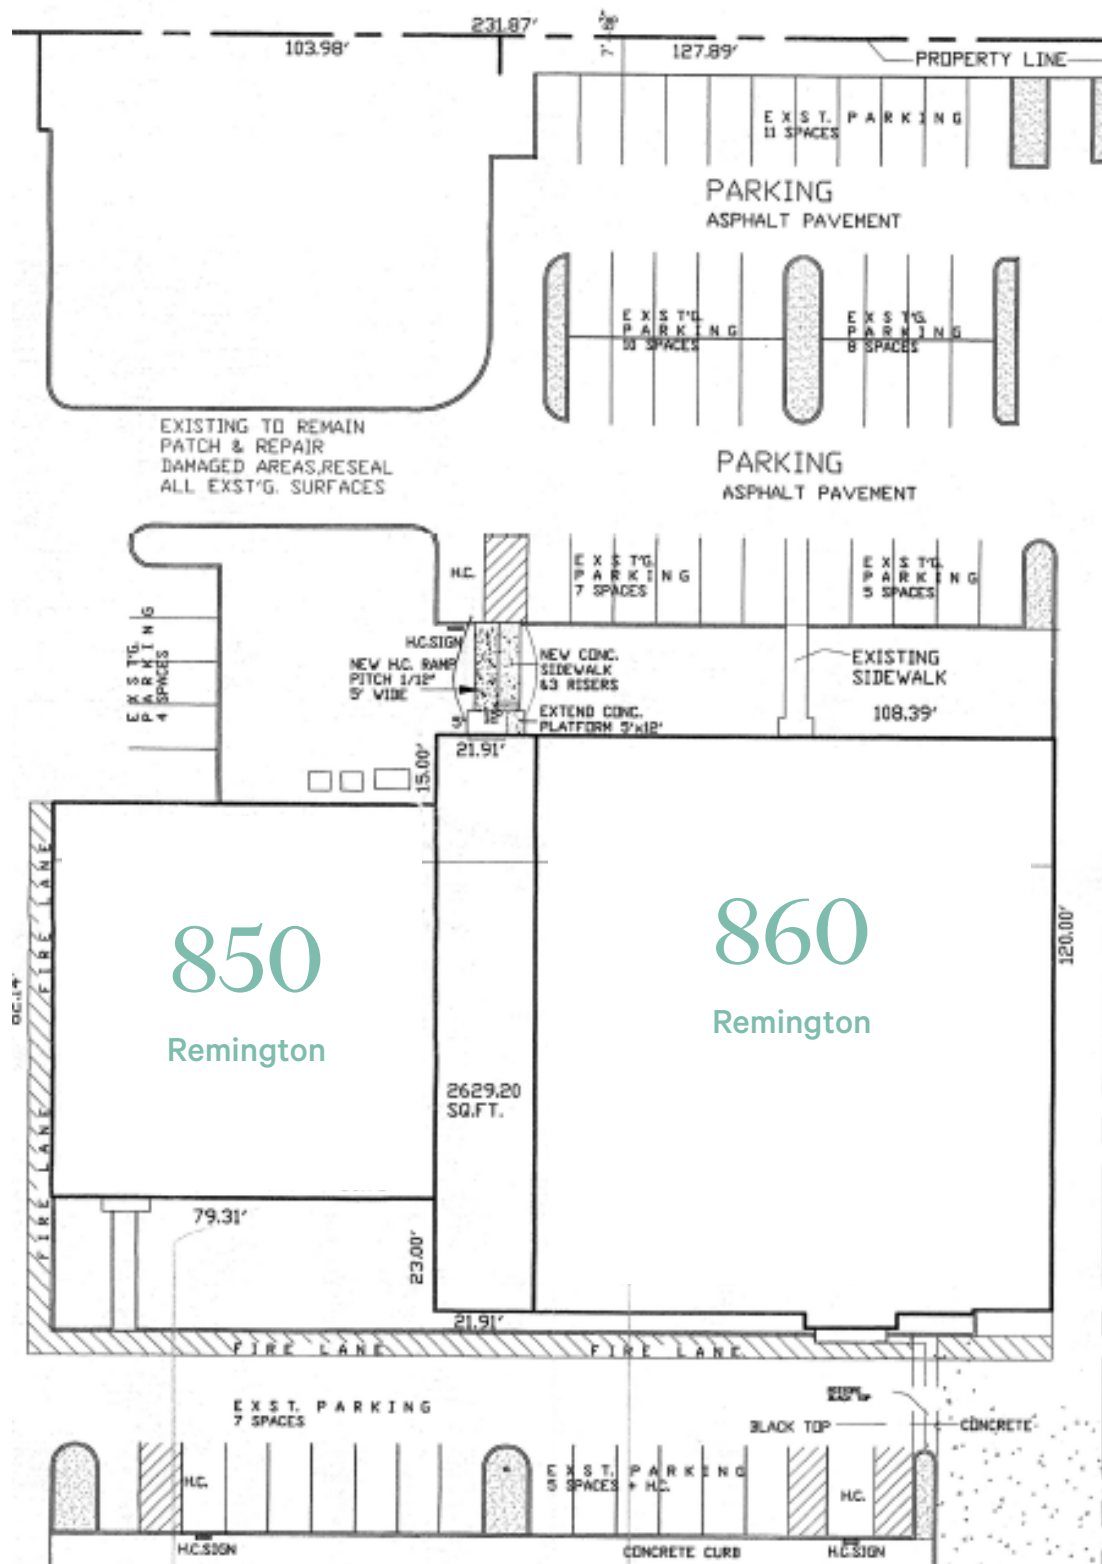 231.87'
103.98'
127.89'
PROPERTY LINE
EXST. PARKING
11 SPACES
PARKING
ASPHALT PAVEMENT
EXST'G.
PARKING
10 SPACES
EXST'G.
PARKING
8 SPACES
EXISTING TO REMAIN
PATCH & REPAIR
DAMAGED AREAS,RESEAL
ALL EXST'G. SURFACES
PARKING
ASPHALT PAVEMENT
H.C.
EXST'G.
PARKING
7 SPACES
EXST'G.
PARKING
5 SPACES
EXST'G.
PARKING
4 SPACES
H.C.SIGN
NEW H.C. RAMP
PITCH 1/12"
5' WIDE
NEW CONC.
SIDEWALK
&3 RISERS
EXTEND CONC.
PLATFORM 5'x12'
EXISTING
SIDEWALK
108.39'
21.91'
15.00'
FIRE LANE
FIRE LANE
850
Remington
860
Remington
120.00'
2629.20
SQ.FT.
79.31'
23.00'
21.91'
FIRE LANE
FIRE LANE
EXST. PARKING
7 SPACES
BLACK TOP
CONCRETE
H.C.
EXST. PARKING
5 SPACES + H.C.
H.C.
H.C.SIGN
CONCRETE CURB
H.C.SIGN